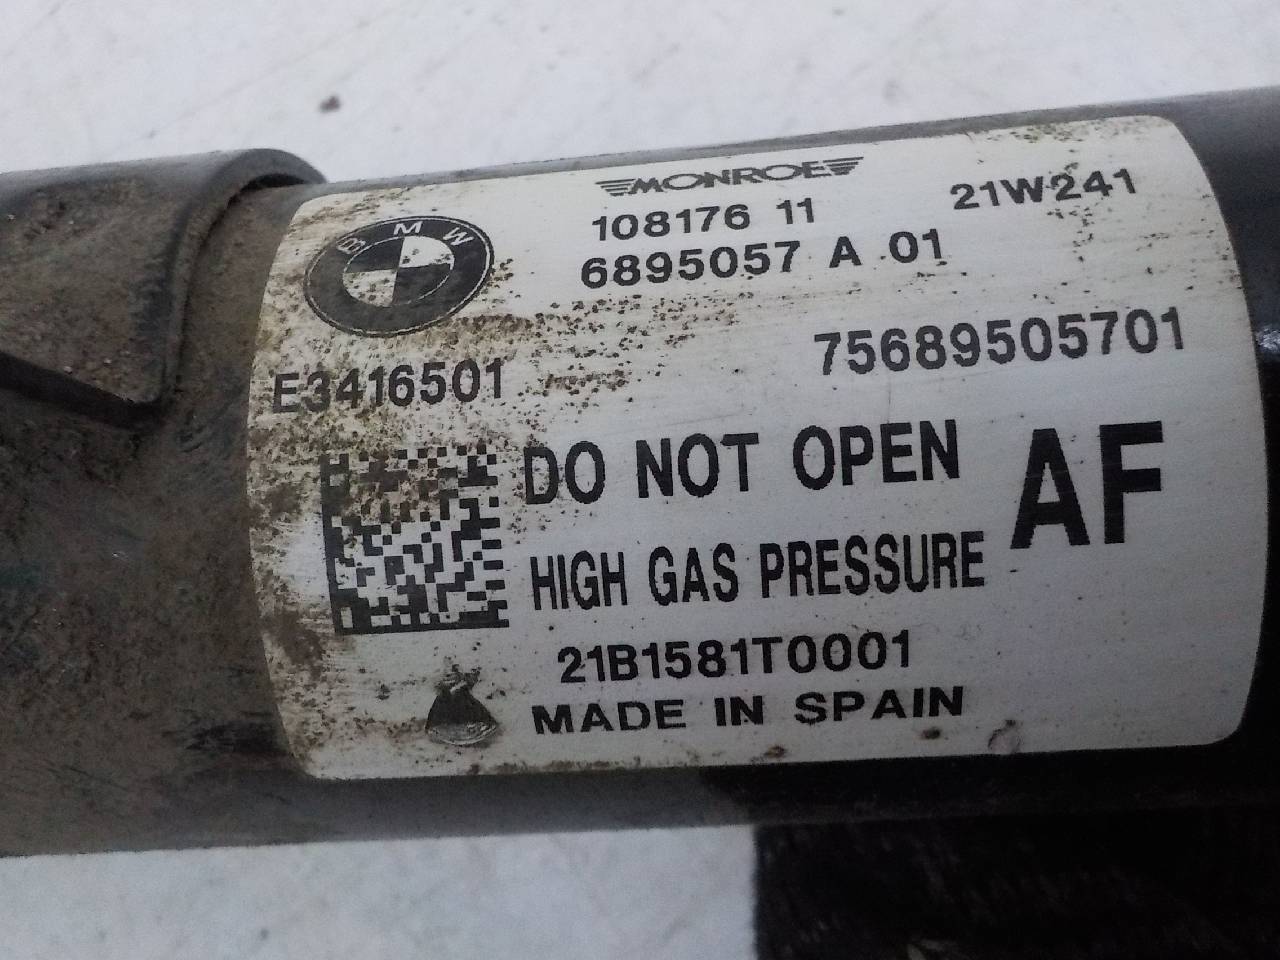 MONROE
BMW
108176 11
21W241
6895057 A 01
75689505701
E3416501
DO NOT OPEN
AF
HIGH GAS PRESSURE
21B1581T0001
MADE IN SPAIN